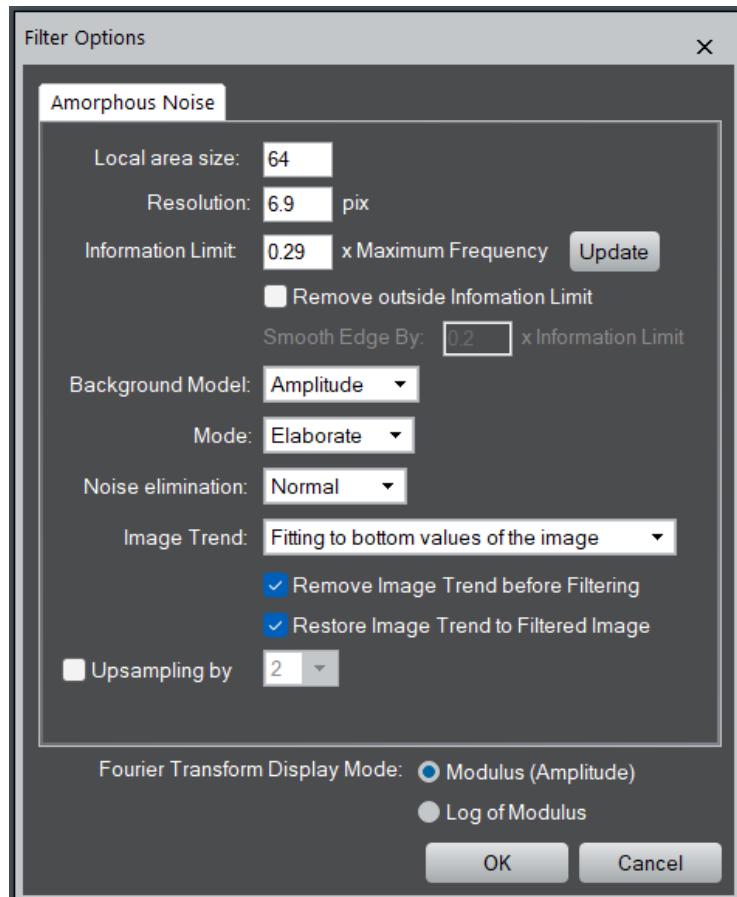 Filter Options
Amorphous Noise
Local area size: 64
Resolution: 6.9 pix
Information Limit: 0.29 x Maximum Frequency Update
Remove outside Infomation Limit
Smooth Edge By: 0.2 x Information Limit
Background Model: Amplitude
Mode: Elaborate
Noise elimination: Normal
Image Trend: Fitting to bottom values of the image
Remove Image Trend before Filtering
Restore Image Trend to Filtered Image
Upsampling by 2
Fourier Transform Display Mode: Modulus (Amplitude)
Log of Modulus
OK Cancel